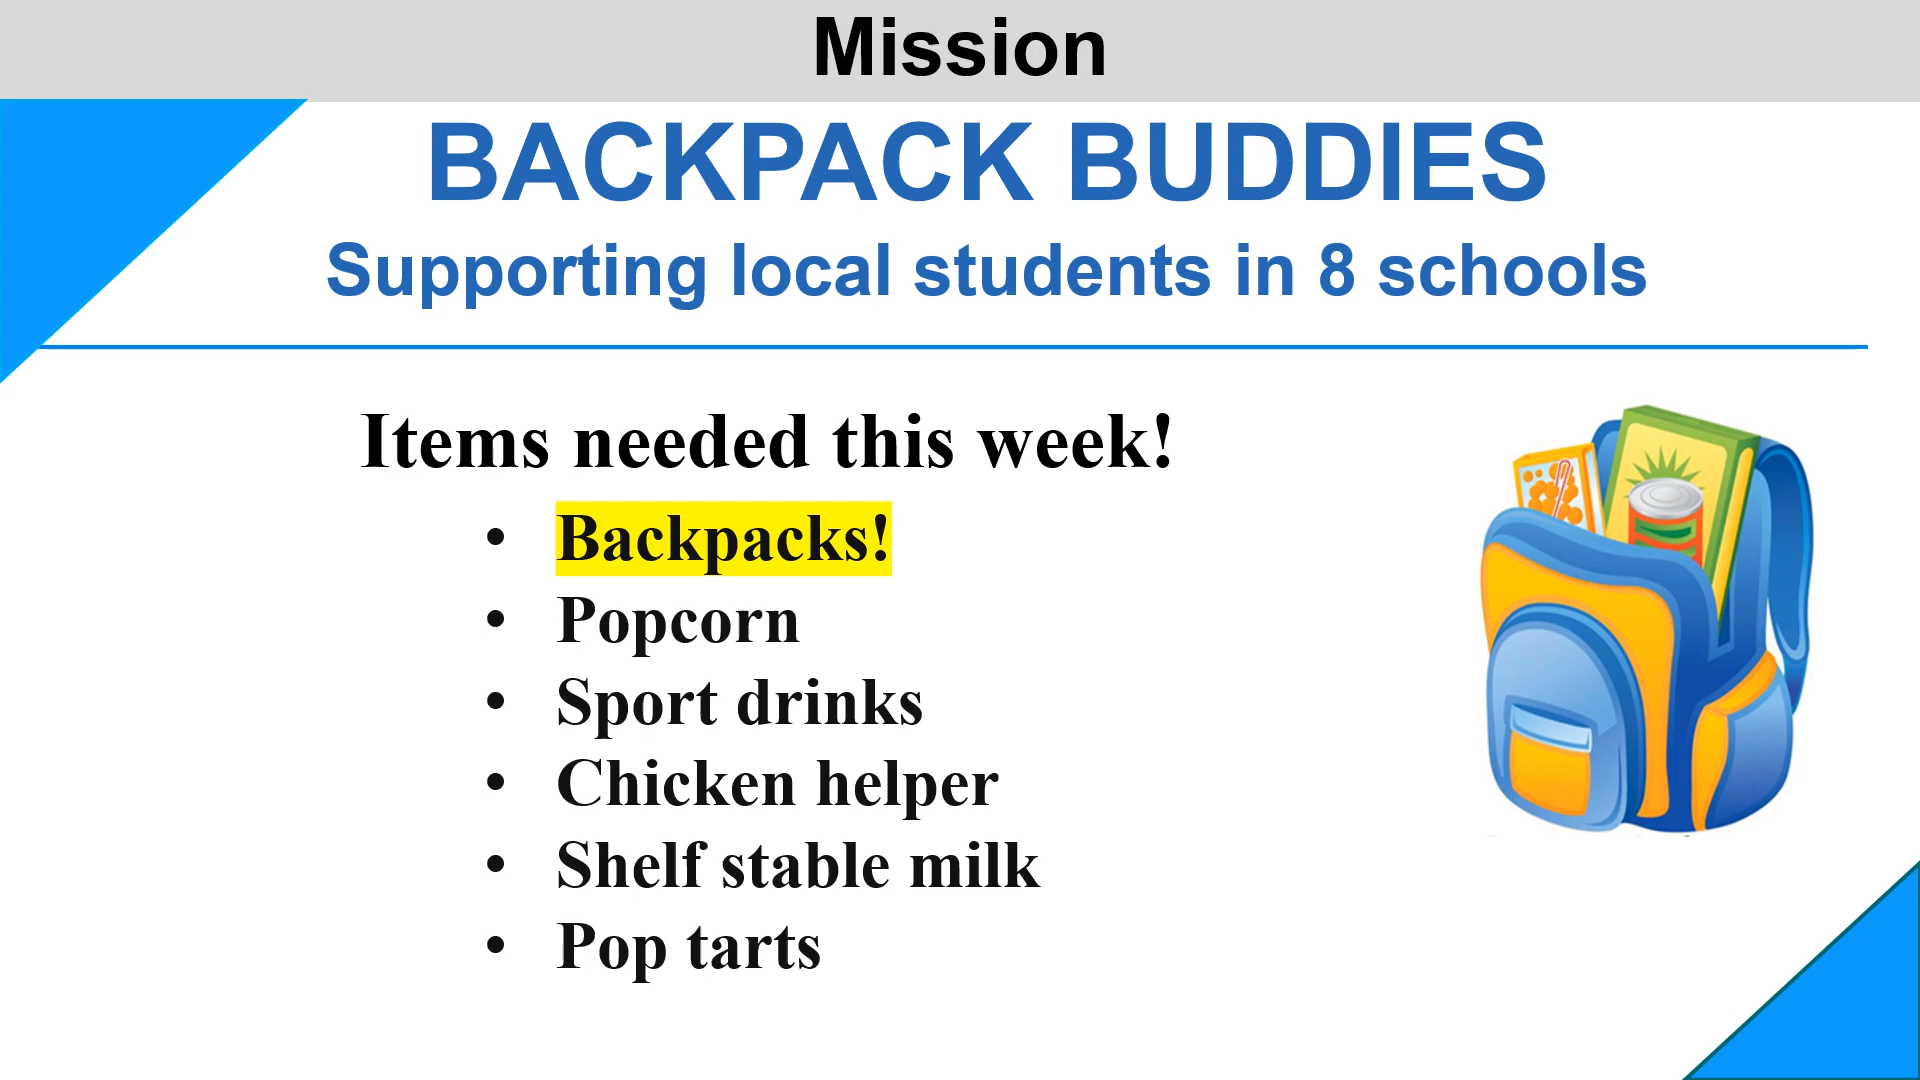 Mission
BACKPACK BUDDIES
Supporting local students in 8 schools
Items needed this week!
• Backpacks!
• Popcorn
• Sport drinks
• Chicken helper
• Shelf stable milk
• Pop tarts